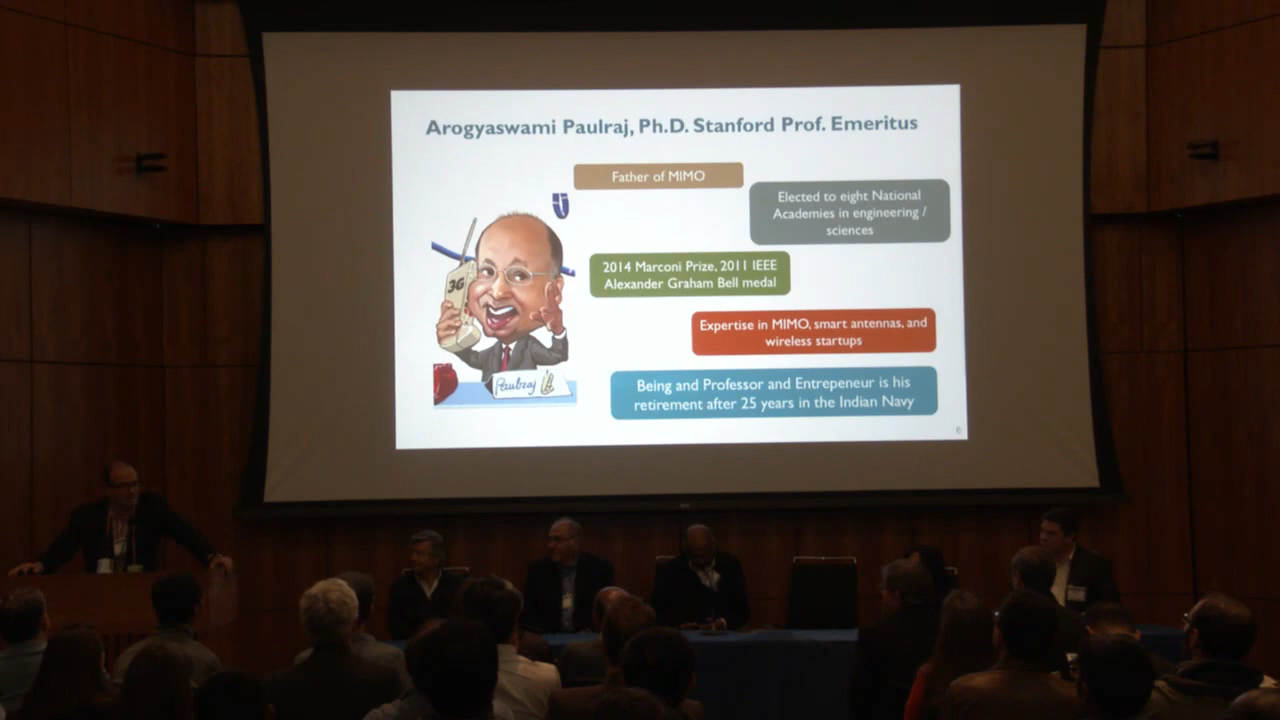 Arogyaswami Paulraj, Ph.D. Stanford Prof. Emeritus
Father of MIMO
Elected to eight National
Academies in engineering /
sciences
3G
2014 Marconi Prize, 2011 IEEE
Alexander Graham Bell medal
Expertise in MIMO, smart antennas, and
wireless startups
Paulraj
Being and Professor and Entrepeneur is his
retirement after 25 years in the Indian Navy
6